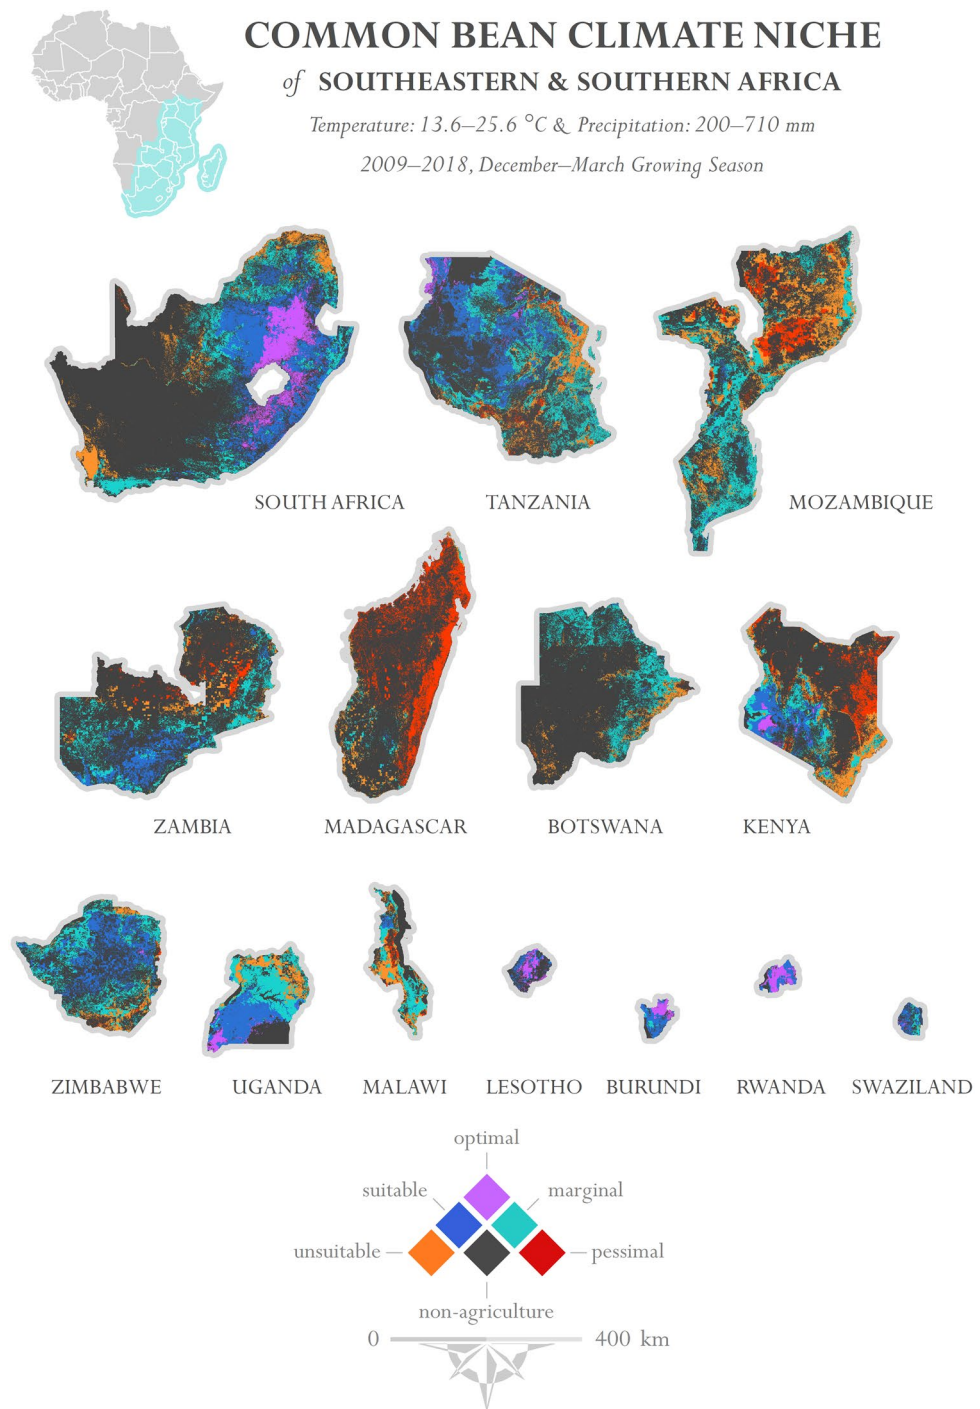 COMMON BEAN CLIMATE NICHE
of SOUTHEASTERN & SOUTHERN AFRICA
Temperature: 13.6–25.6 °C & Precipitation: 200–710 mm
2009–2018, December–March Growing Season
SOUTH AFRICA
TANZANIA
MOZAMBIQUE
ZAMBIA
MADAGASCAR
BOTSWANA
KENYA
ZIMBABWE
UGANDA
MALAWI
LESOTHO
BURUNDI
RWANDA
SWAZILAND
optimal
suitable
marginal
unsuitable
pessimal
non-agriculture
0
400 km